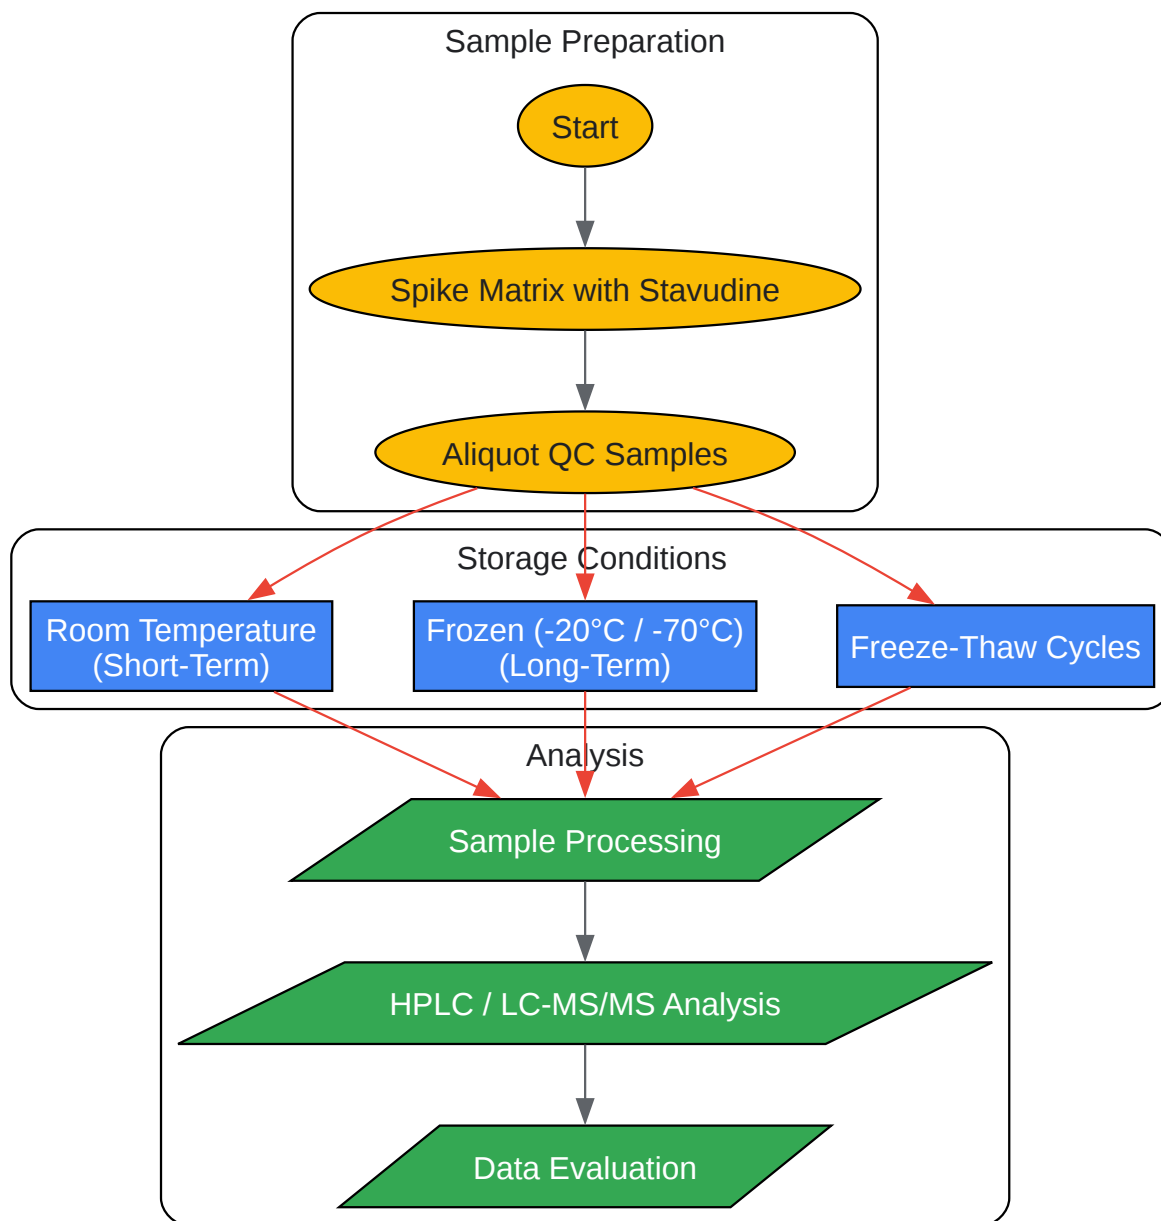 Sample Preparation
Start
Spike Matrix with Stavudine
Aliquot QC Samples
Storage Conditions
Room Temperature
(Short-Term)
Frozen (-20°C / -70°C)
(Long-Term)
Freeze-Thaw Cycles
Analysis
Sample Processing
HPLC / LC-MS/MS Analysis
Data Evaluation